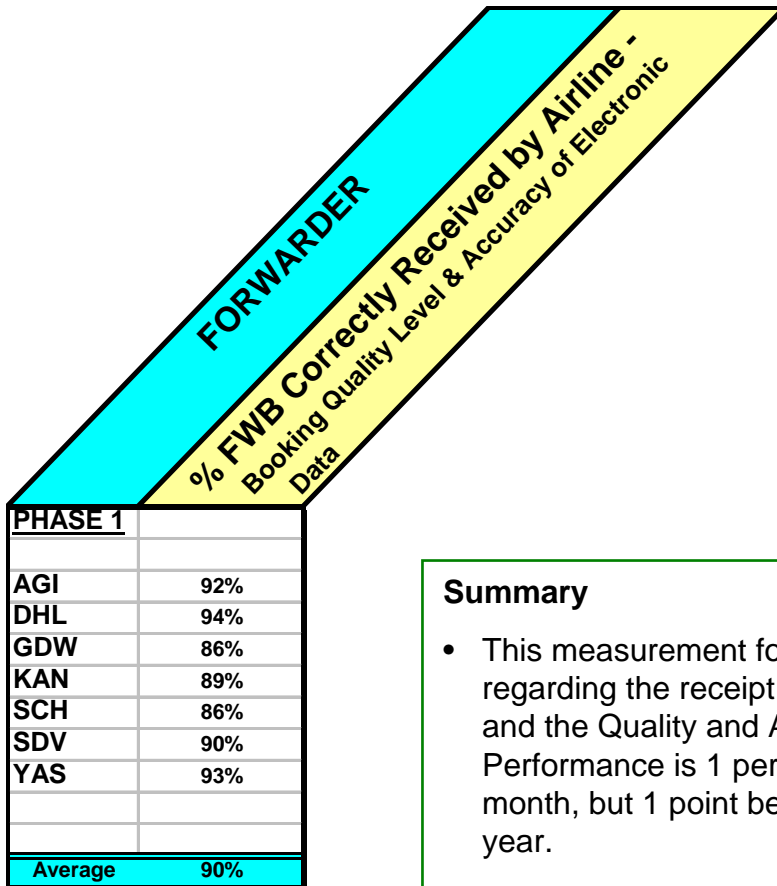 FORWARDER
% FWB Correctly Received by Airline -
Booking Quality Level & Accuracy of Electronic
Data
PHASE 1
AGI 92%
DHL 94%
GDW 86%
KAN 89%
SCH 86%
SDV 90%
YAS 93%
Average 90%
Summary
• This measurement fo
regarding the receipt
and the Quality and A
Performance is 1 per
month, but 1 point be
year.